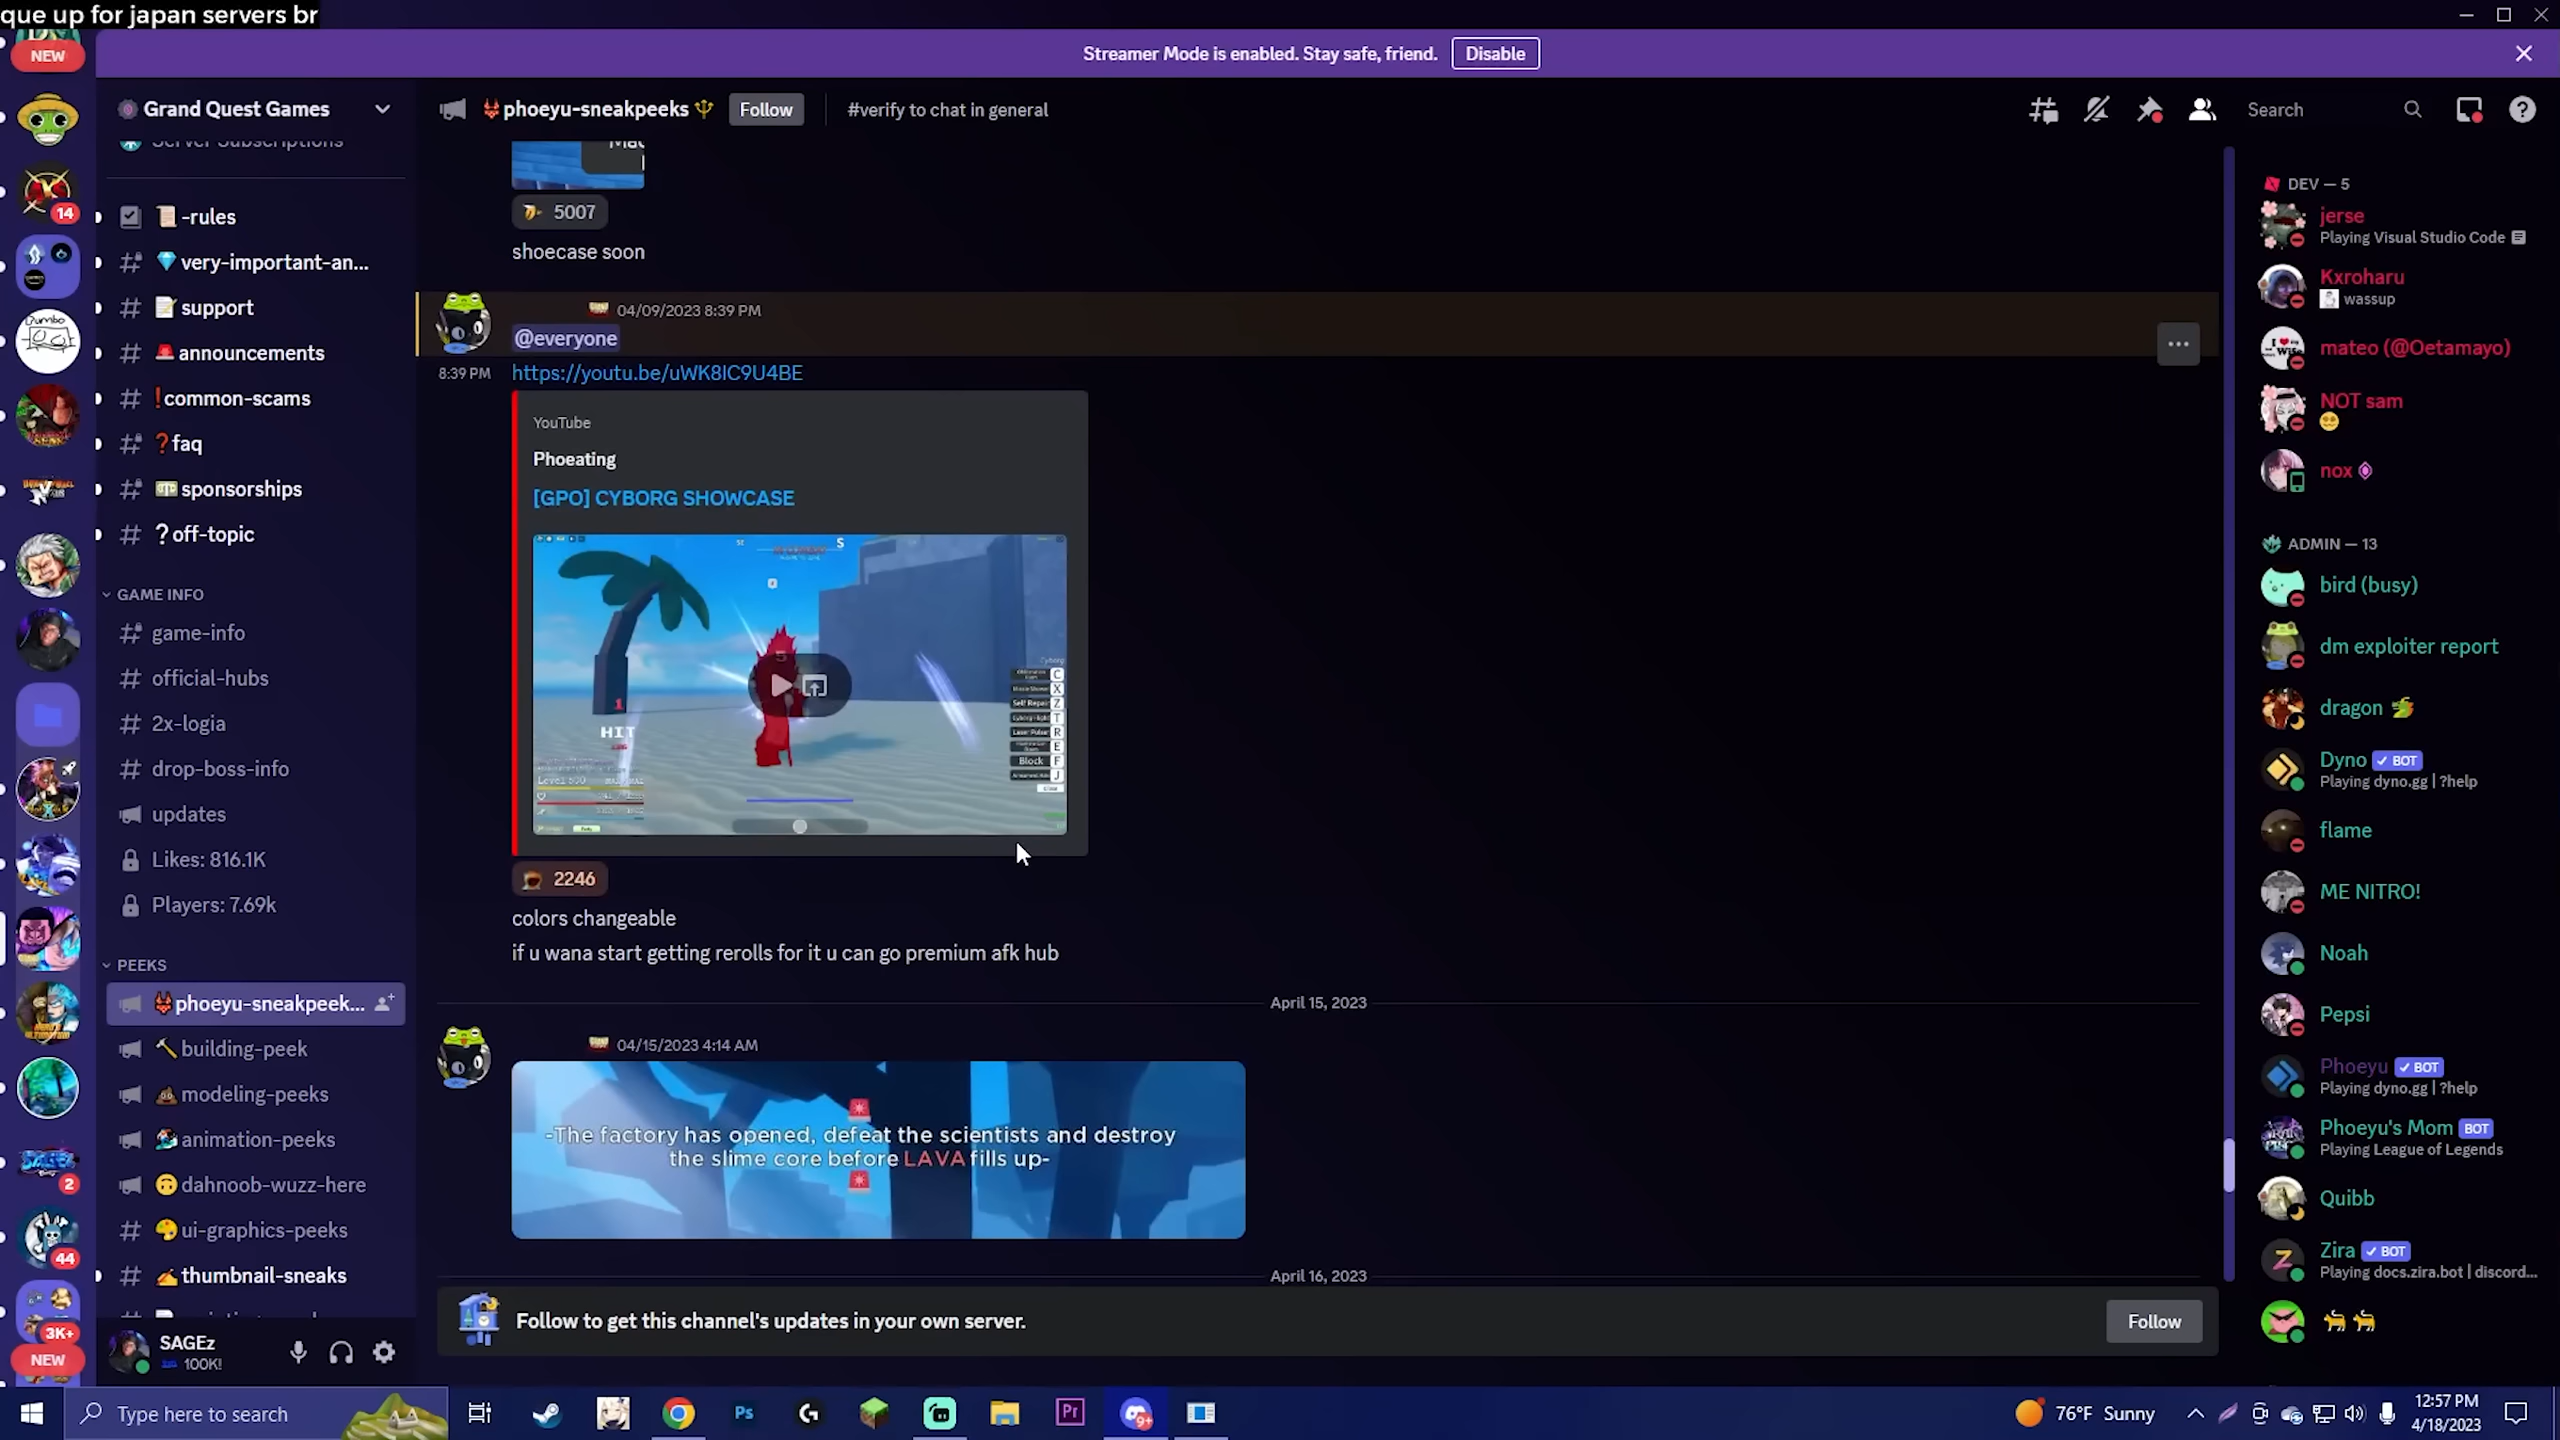 que up for japan servers br
NEW
Streamer Mode is enabled. Stay safe, friend.
Disable
Grand Quest Games
phoeyu-sneakpeeks
Follow
#verify to chat in general
Search
Server Subscriptions
-rules
very-important-an...
support
announcements
common-scams
faq
sponsorships
off-topic
GAME INFO
game-info
official-hubs
2x-logia
drop-boss-info
updates
Likes: 816.1K
Players: 7.69k
PEEKS
phoeyu-sneakpeek...
building-peek
modeling-peeks
animation-peeks
dahnoob-wuzz-here
ui-graphics-peeks
thumbnail-sneaks
14
2
44
3K+
NEW
SAGEz
100K!
5007
shoecase soon
04/09/2023 8:39 PM
@everyone
8:39 PM
https://youtu.be/uWK8IC9U4BE
YouTube
Phoeating
[GPO] CYBORG SHOWCASE
S
HIT
Self Repair
Block
C
X
Z
T
R
E
F
J
2246
colors changeable
if u wana start getting rerolls for it u can go premium afk hub
April 15, 2023
04/15/2023 4:14 AM
-The factory has opened, defeat the scientists and destroy
the slime core before LAVA fills up-
April 16, 2023
Follow to get this channel's updates in your own server.
Follow
DEV — 5
jerse
Playing Visual Studio Code
Kxroharu
wassup
mateo (@Oetamayo)
NOT sam
nox
ADMIN — 13
bird (busy)
dm exploiter report
dragon
Dyno BOT
Playing dyno.gg | ?help
flame
ME NITRO!
Noah
Pepsi
Phoeyu BOT
Playing dyno.gg | ?help
Phoeyu's Mom BOT
Playing League of Legends
Quibb
Zira BOT
Playing docs.zira.bot | discord...
Type here to search
Ps
Pr
9+
76°F Sunny
12:57 PM
4/18/2023